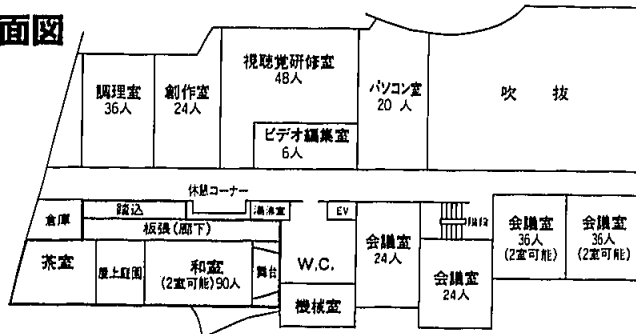 面図
調理室
36人
創作室
24人
視聴覚研修室
48人
ビデオ編集室
6人
パソコン室
20 人
吹 抜
休憩コーナー
倉庫
踏込
板張(廊下)
湯沸室
EV
階段
茶室
屋上庭園
和室
(2室可能)90人
舞台
W.C.
機械室
会議室
24人
会議室
24人
会議室
36人
(2室可能)
会議室
36人
(2室可能)